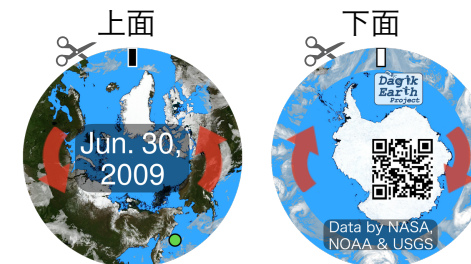 上面
下面
Jun. 30,
2009
Dagik
Earth
Project
Data by NASA,
NOAA & USGS